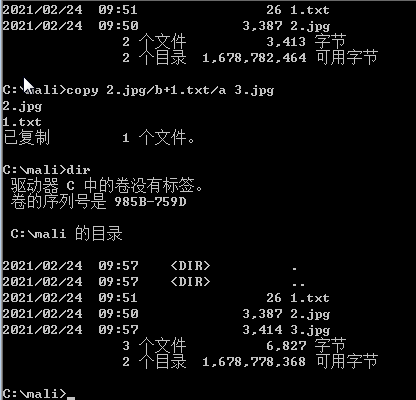 2021/02/24  09:51                26 1.txt
2021/02/24  09:50             3,387 2.jpg
               2 个文件          3,413 字节
               2 个目录  1,678,782,464 可用字节
C:\mali>copy 2.jpg/b+1.txt/a 3.jpg
2.jpg
1.txt
已复制         1 个文件。
C:\mali>dir
 驱动器 C 中的卷没有标签。
 卷的序列号是 985B-759D
 C:\mali 的目录
2021/02/24  09:57    <DIR>          .
2021/02/24  09:57    <DIR>          ..
2021/02/24  09:51                26 1.txt
2021/02/24  09:50             3,387 2.jpg
2021/02/24  09:57             3,414 3.jpg
               3 个文件          6,827 字节
               2 个目录  1,678,778,368 可用字节
C:\mali>_